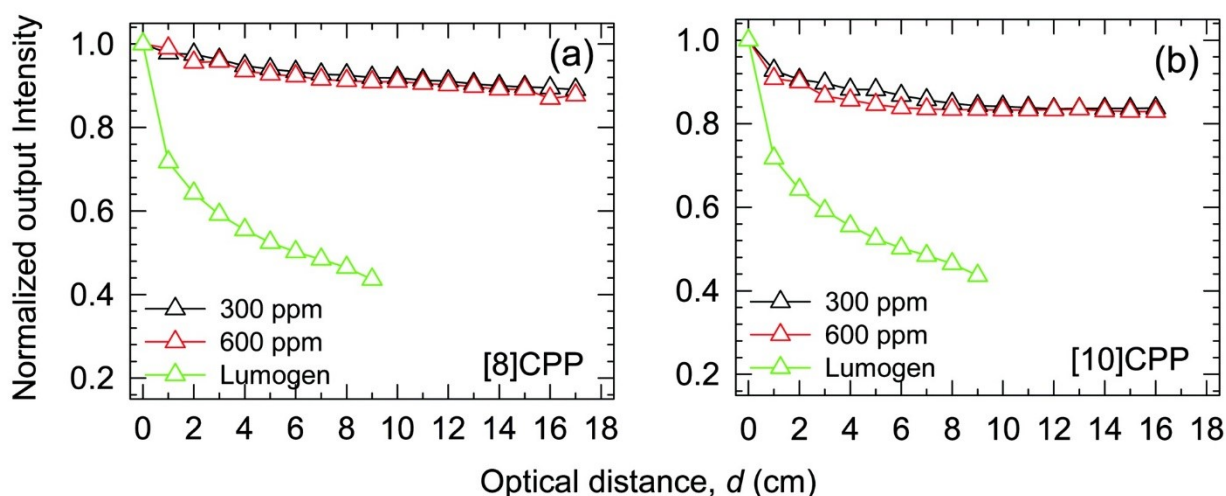 Normalized output Intensity
1.0
0.8
0.6
0.4
0.2
(a)
300 ppm
600 ppm
Lumogen
[8]CPP
0 2 4 6 8 10 12 14 16 18
1.0
0.8
0.6
0.4
0.2
(b)
300 ppm
600 ppm
Lumogen
[10]CPP
0 2 4 6 8 10 12 14 16 18
Optical distance, d (cm)